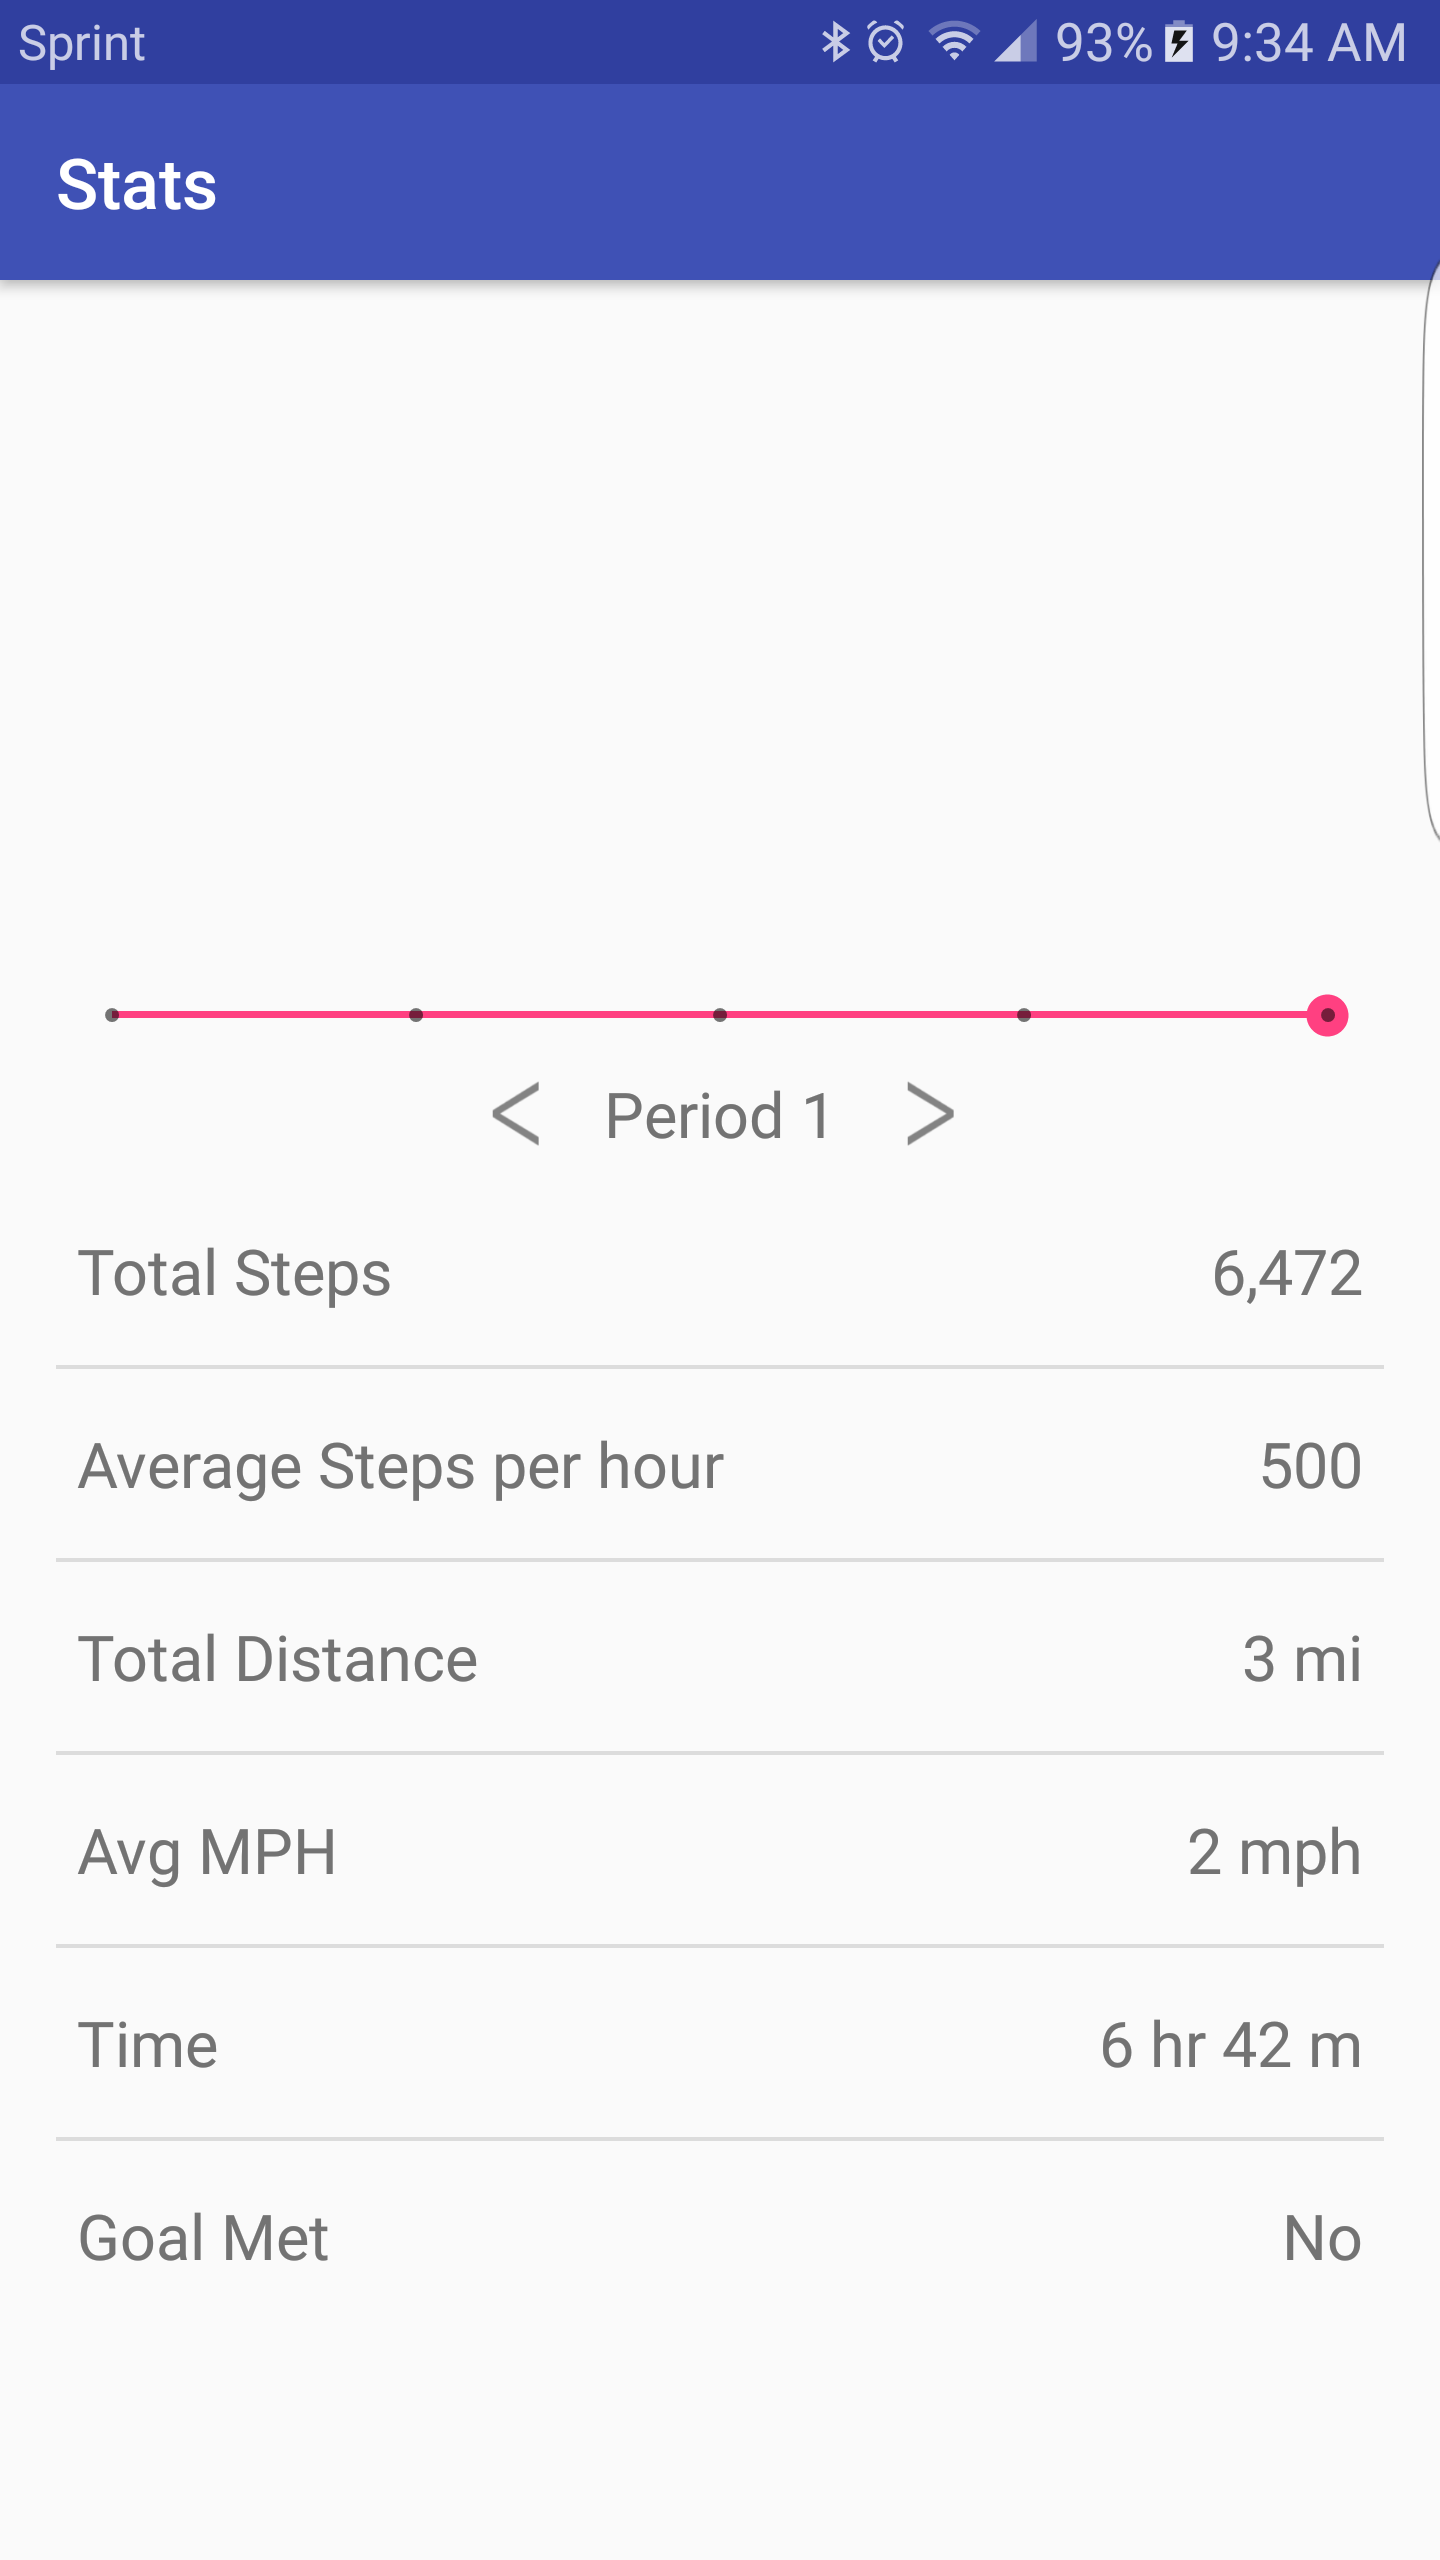 Sprint 93% 9:34 AM
Stats
< Period 1 >
Total Steps 6,472
Average Steps per hour 500
Total Distance 3 mi
Avg MPH 2 mph
Time 6 hr 42 m
Goal Met No